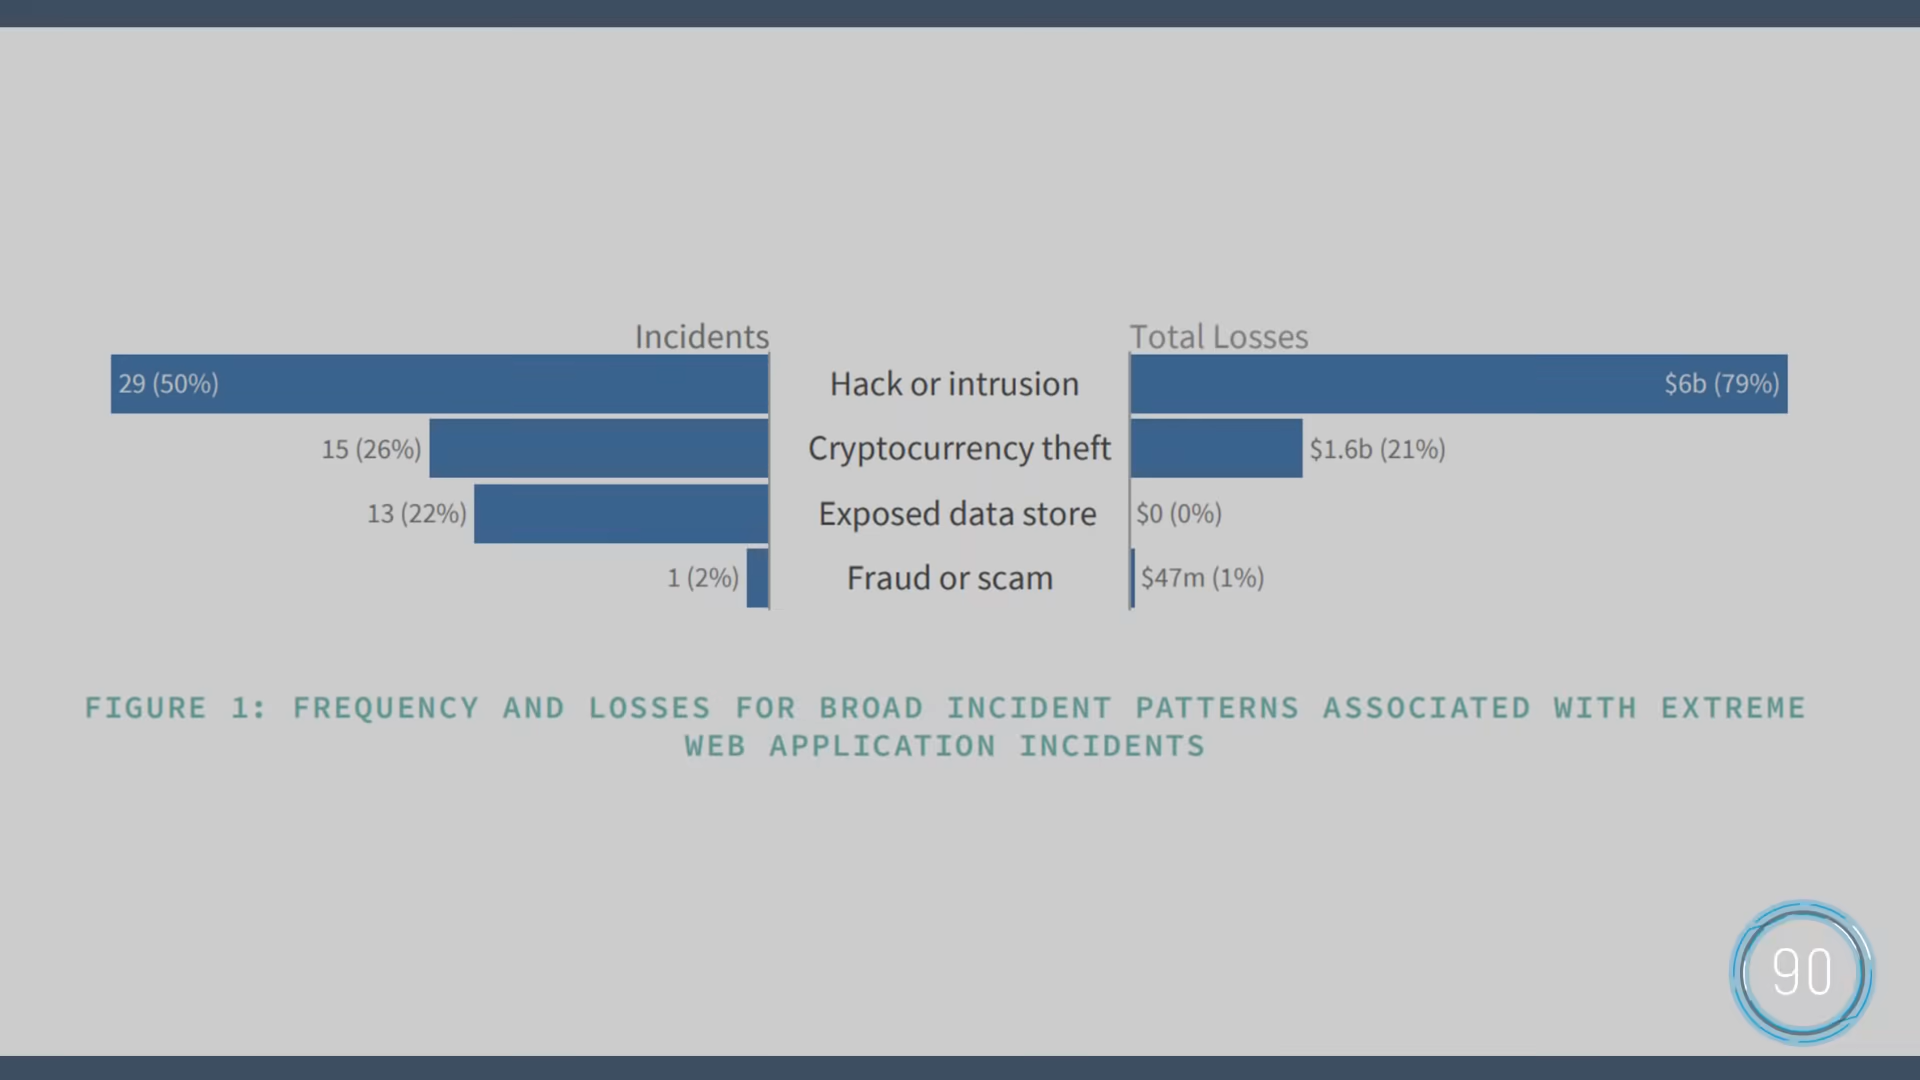 Incidents Total Losses
29 (50%) Hack or intrusion $6b (79%)
15 (26%) Cryptocurrency theft $1.6b (21%)
13 (22%) Exposed data store $0 (0%)
1 (2%) Fraud or scam $47m (1%)
FIGURE 1: FREQUENCY AND LOSSES FOR BROAD INCIDENT PATTERNS ASSOCIATED WITH EXTREME
WEB APPLICATION INCIDENTS
90